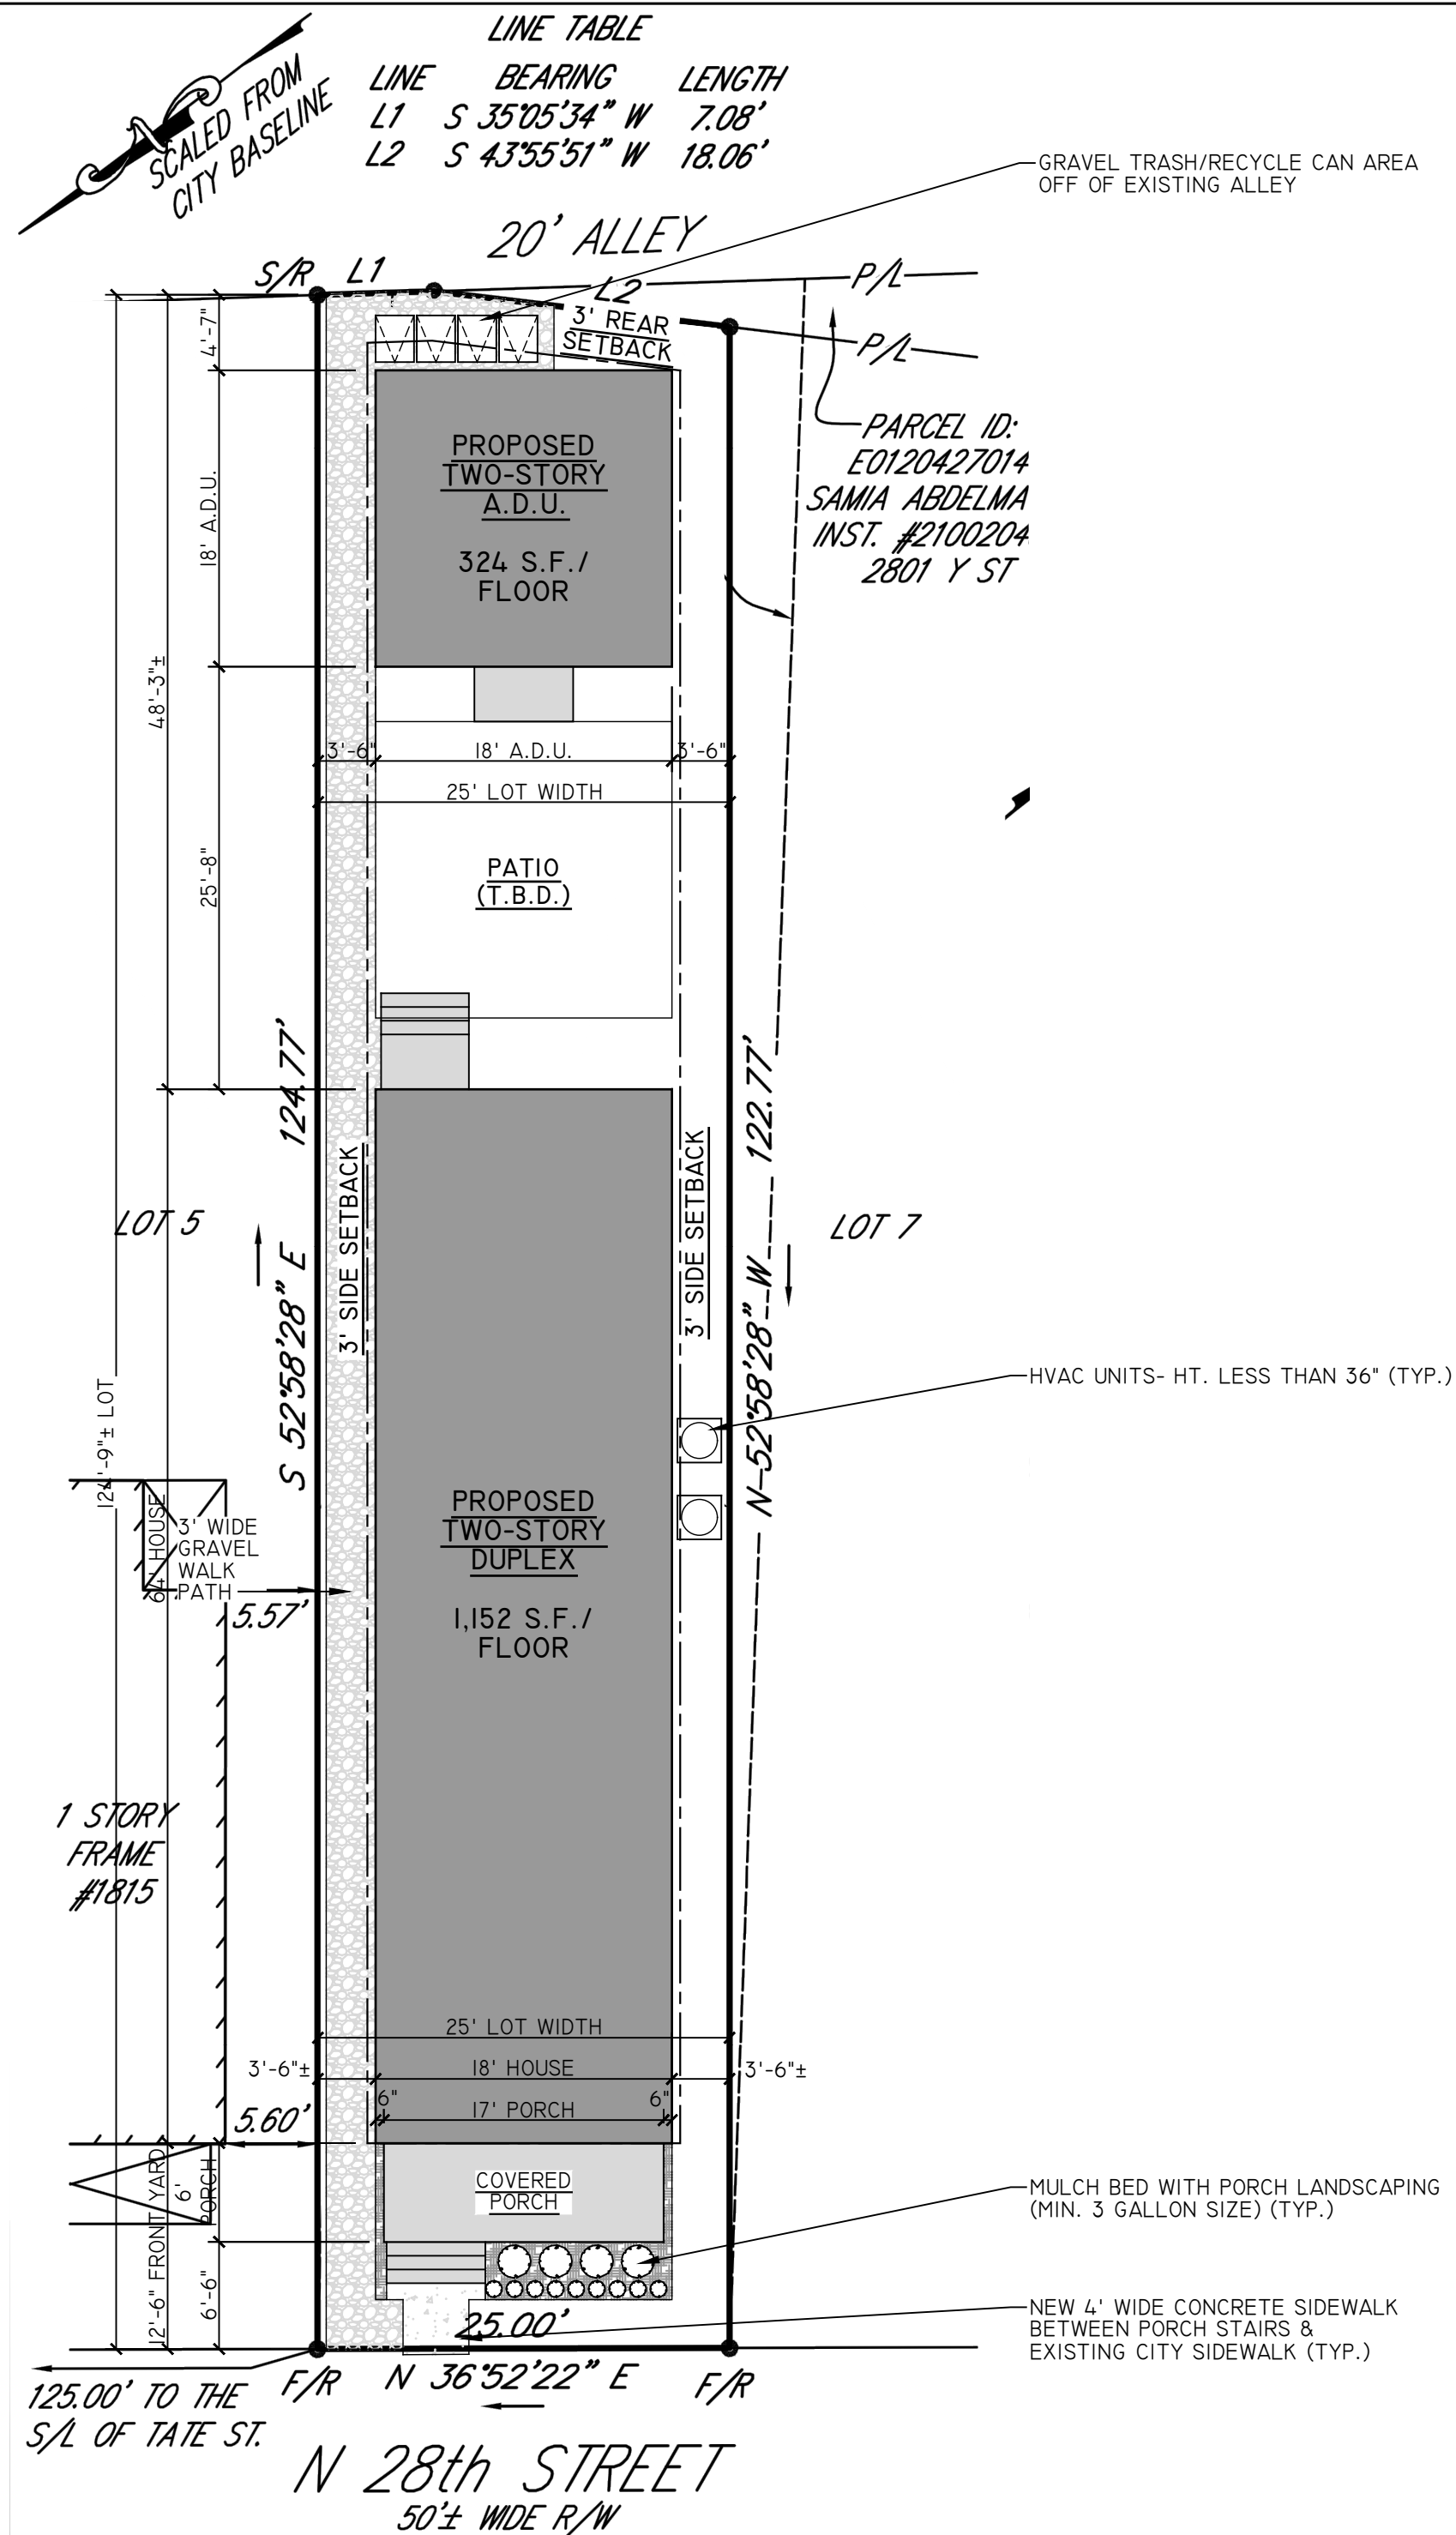 LINE TABLE
LINE BEARING LENGTH
L1 S 35°05'34" W 7.08'
L2 S 43°55'51" W 18.06'
SCALED FROM
CITY BASELINE
GRAVEL TRASH/RECYCLE CAN AREA
OFF OF EXISTING ALLEY
20' ALLEY
S/R L1
L2
P/L
P/L
3' REAR
SETBACK
4'-7"
PARCEL ID:
E0120427014
SAMIA ABDELMA
INST. #2100204
2801 Y ST
PROPOSED
TWO-STORY
A.D.U.
324 S.F./
FLOOR
18' A.D.U.
48'-3"±
3'-6" 18' A.D.U. 3'-6"
25' LOT WIDTH
25'-8"
PATIO
(T.B.D.)
S 52°58'28" E 124.77'
N 52°58'28" W 122.77'
3' SIDE SETBACK
3' SIDE SETBACK
LOT 5
LOT 7
HVAC UNITS- HT. LESS THAN 36" (TYP.)
124'-9"± LOT
64' HOUSE
3' WIDE
GRAVEL
WALK
PATH
5.57'
PROPOSED
TWO-STORY
DUPLEX
1,152 S.F./
FLOOR
1 STORY
FRAME
#1815
25' LOT WIDTH
3'-6"± 18' HOUSE 3'-6"±
6" 17' PORCH 6"
5.60'
COVERED
PORCH
12'-6" FRONT YARD
6'
PORCH
6'-6"
MULCH BED WITH PORCH LANDSCAPING
(MIN. 3 GALLON SIZE) (TYP.)
NEW 4' WIDE CONCRETE SIDEWALK
BETWEEN PORCH STAIRS &
EXISTING CITY SIDEWALK (TYP.)
25.00'
F/R N 36°52'22" E F/R
125.00' TO THE
S/L OF TATE ST.
N 28th STREET
50'± WIDE R/W